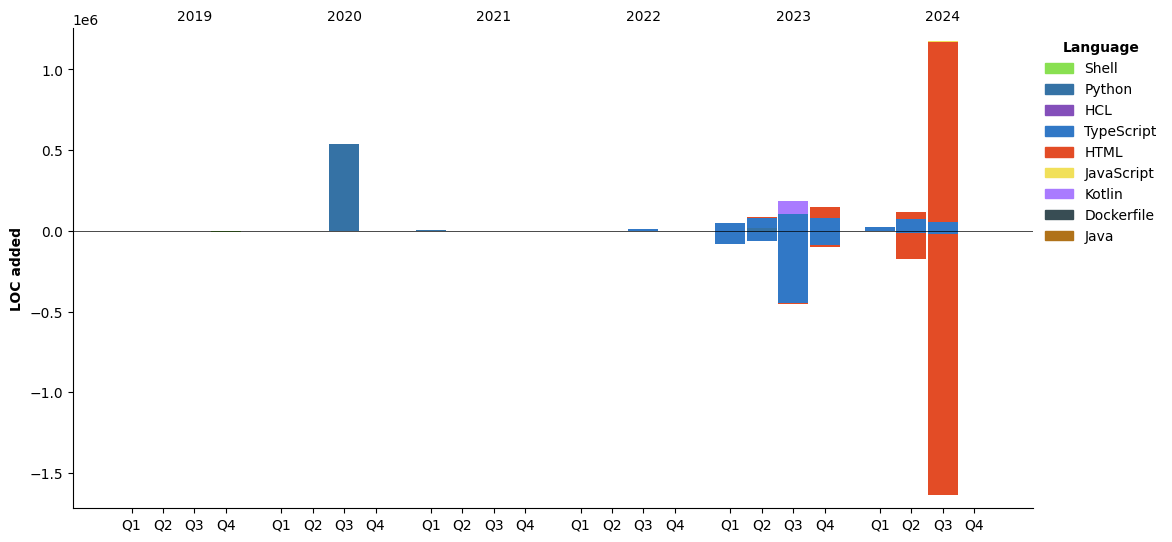 2019 2020 2021 2022 2023 2024
1e6
Language
Shell
Python
HCL
TypeScript
HTML
JavaScript
Kotlin
Dockerfile
Java
LOC added
1.0
0.5
0.0
−0.5
−1.0
−1.5
Q1 Q2 Q3 Q4 Q1 Q2 Q3 Q4 Q1 Q2 Q3 Q4 Q1 Q2 Q3 Q4 Q1 Q2 Q3 Q4 Q1 Q2 Q3 Q4